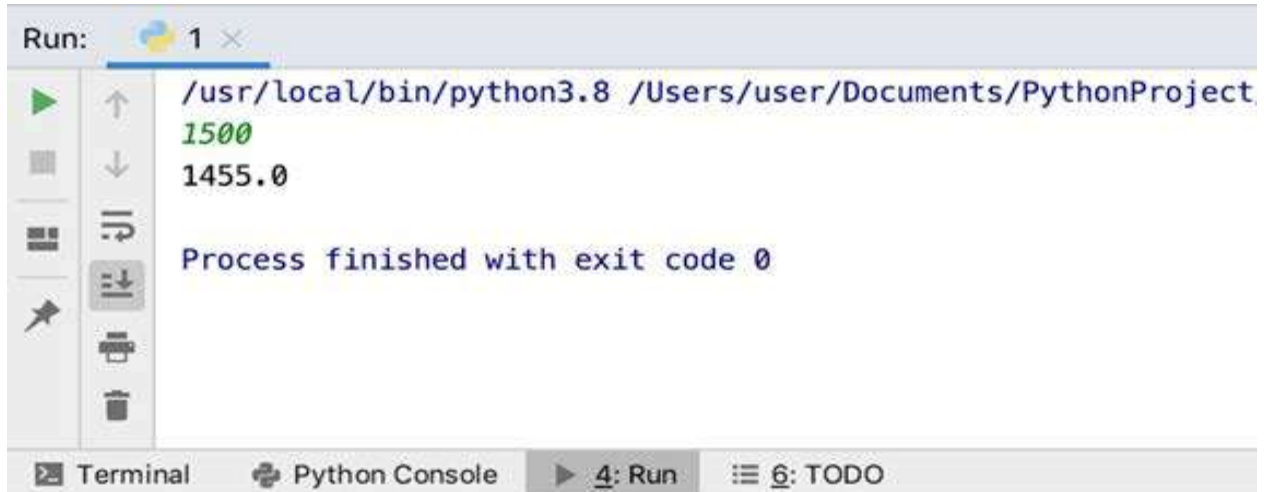 Run: 1
/usr/local/bin/python3.8 /Users/user/Documents/PythonProject
1500
1455.0
Process finished with exit code 0
Terminal Python Console 4: Run 6: TODO